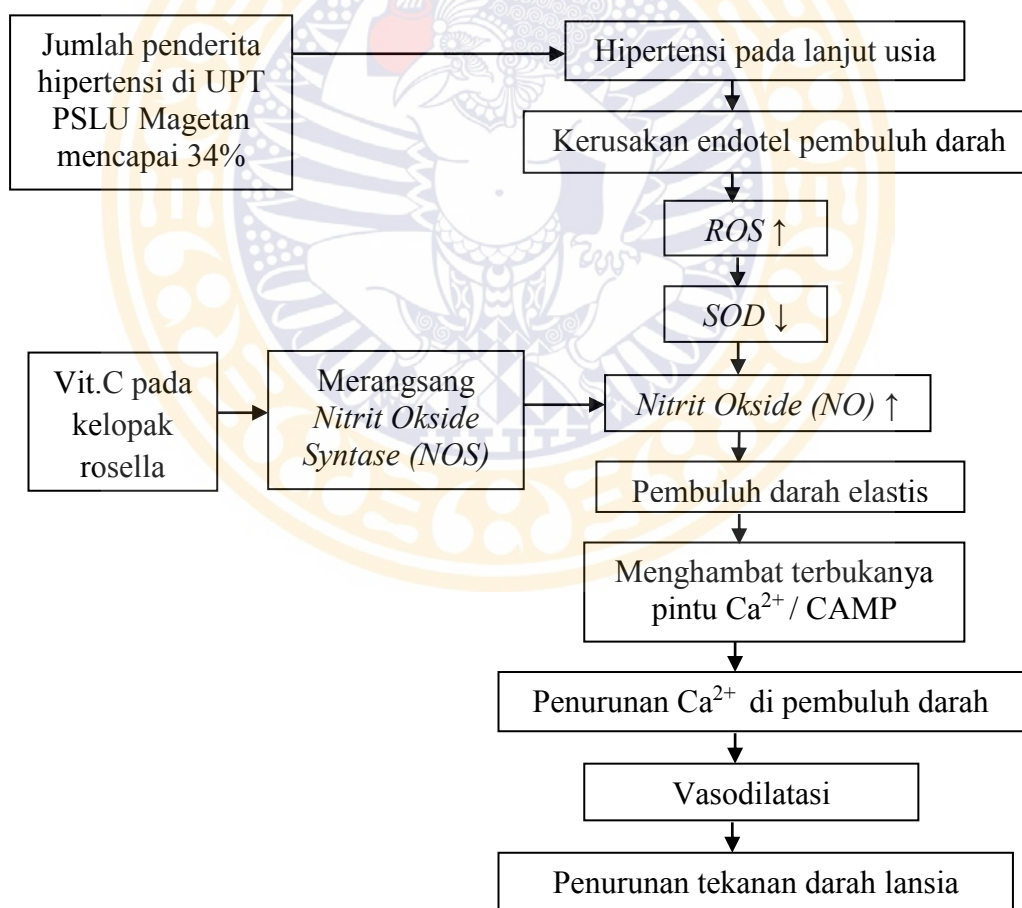 Jumlah penderita
hipertensi di UPT
PSLU Magetan
mencapai 34%
Hipertensi pada lanjut usia
Kerusakan endotel pembuluh darah
ROS ↑
SOD ↓
Vit.C pada
kelopak
rosella
Merangsang
Nitrit Okside
Syntase (NOS)
Nitrit Okside (NO) ↑
Pembuluh darah elastis
Menghambat terbukanya
pintu Ca²⁺ / CAMP
Penurunan Ca²⁺ di pembuluh darah
Vasodilatasi
Penurunan tekanan darah lansia